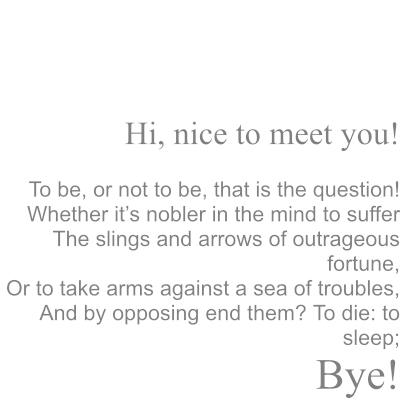 Hi, nice to meet you!
To be, or not to be, that is the question!
Whether it’s nobler in the mind to suffer
The slings and arrows of outrageous
fortune,
Or to take arms against a sea of troubles,
And by opposing end them? To die: to
sleep;
Bye!